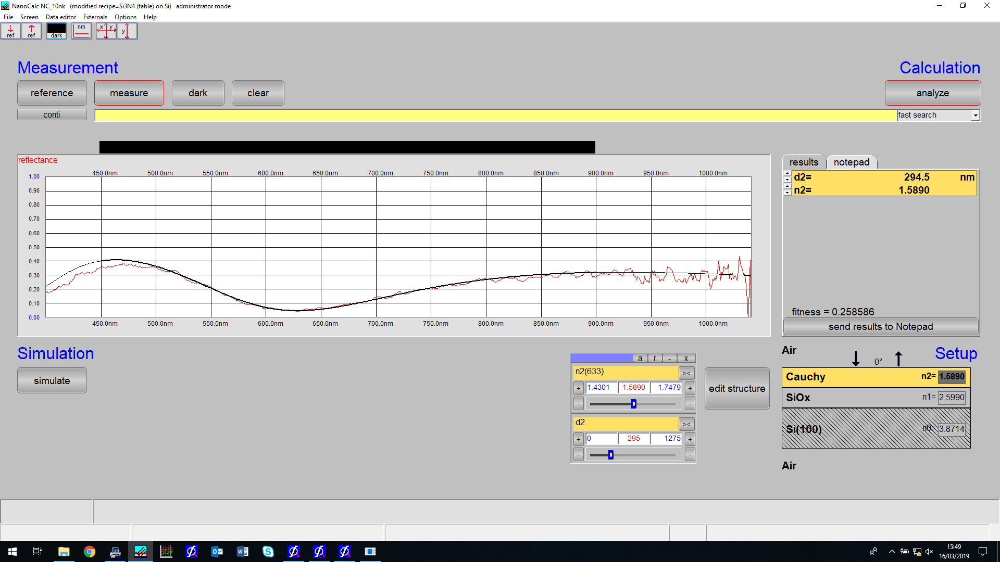 NanoCalc NC_10nk   (modified recipe=Si3N4 (table) on Si)   administrator mode
File   Screen   Data editor   Externals   Options   Help
ref   ref   dark   nm   x y   y
Measurement
Calculation
reference   measure   dark   clear   analyze
conti   fast search
reflectance
450.0nm   500.0nm   550.0nm   600.0nm   650.0nm   700.0nm   750.0nm   800.0nm   850.0nm   900.0nm   950.0nm   1000.0nm
1.00
0.90
0.80
0.70
0.60
0.50
0.40
0.30
0.20
0.10
0.00
450.0nm   500.0nm   550.0nm   600.0nm   650.0nm   700.0nm   750.0nm   800.0nm   850.0nm   900.0nm   950.0nm   1000.0nm
results   notepad
d2=   294.5   nm
n2=   1.5890
fitness = 0.258586
send results to Notepad
Simulation
simulate
a   r   -   x
n2(633)   ><
+   1.4301   1.5890   1.7479   +
-   -
d2   ><
+   0   295   1275   +
-   -
edit structure
Air   0°   Setup
Cauchy   n2= 1.5890
SiOx   n1= 2.5990
Si(100)   n0= 3.8714
Air
15:49
16/03/2019